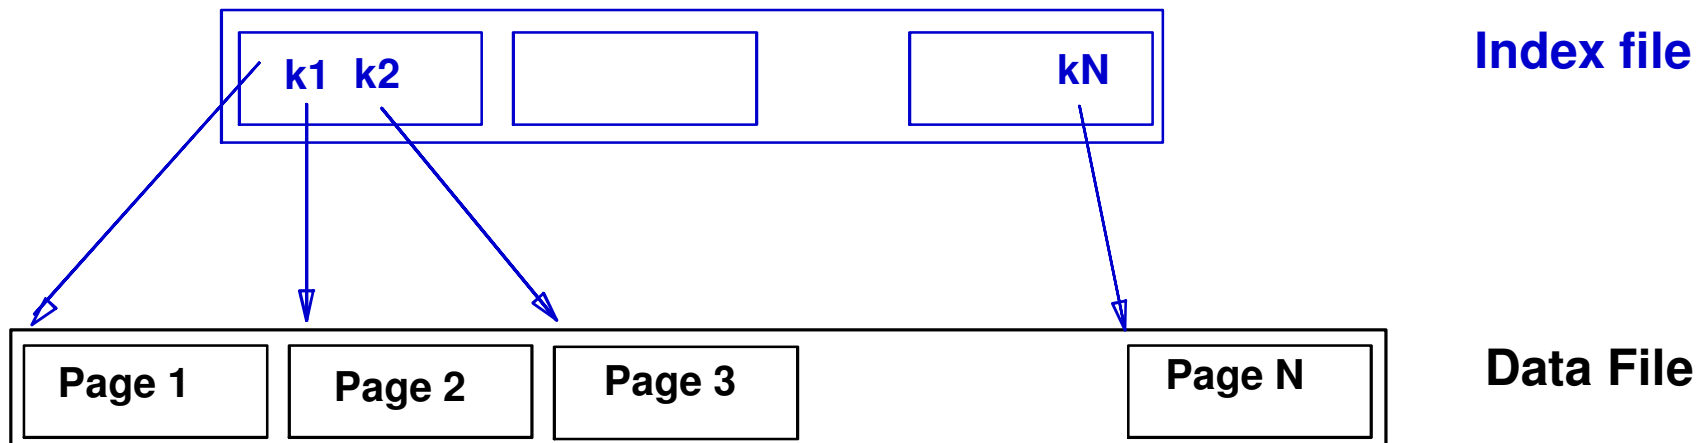 k1 k2
kN
Index file
Page 1
Page 2
Page 3
Page N
Data File